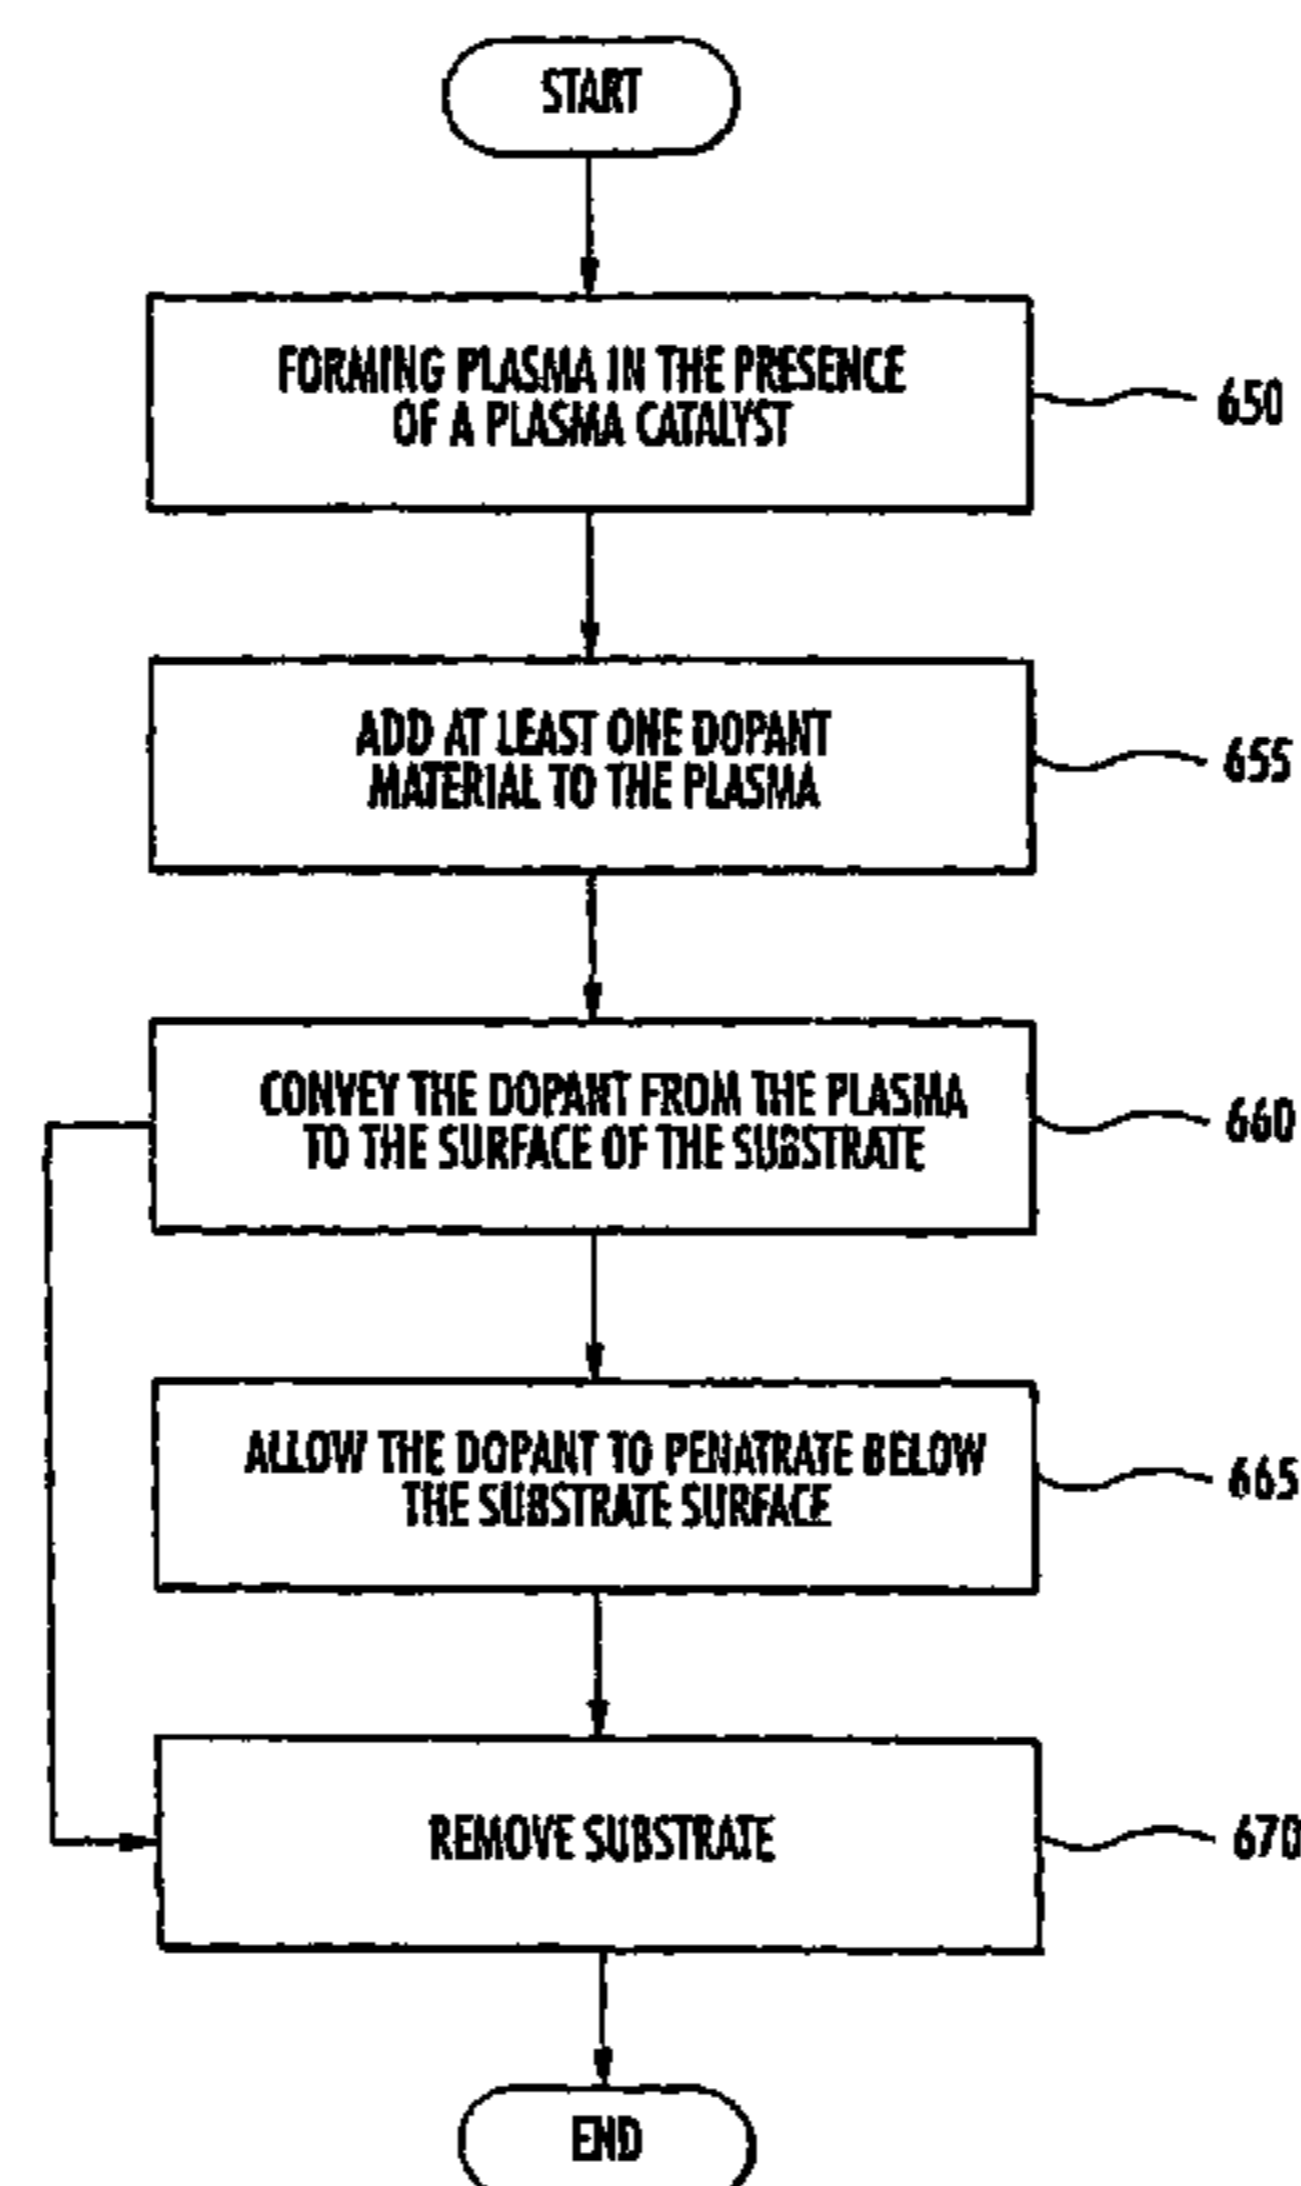 START
FORMING PLASMA IN THE PRESENCE
OF A PLASMA CATALYST
650
ADD AT LEAST ONE DOPANT
MATERIAL TO THE PLASMA
655
CONVEY THE DOPANT FROM THE PLASMA
TO THE SURFACE OF THE SUBSTRATE
660
ALLOW THE DOPANT TO PENATRATE BELOW
THE SUBSTRATE SURFACE
665
REMOVE SUBSTRATE
670
END